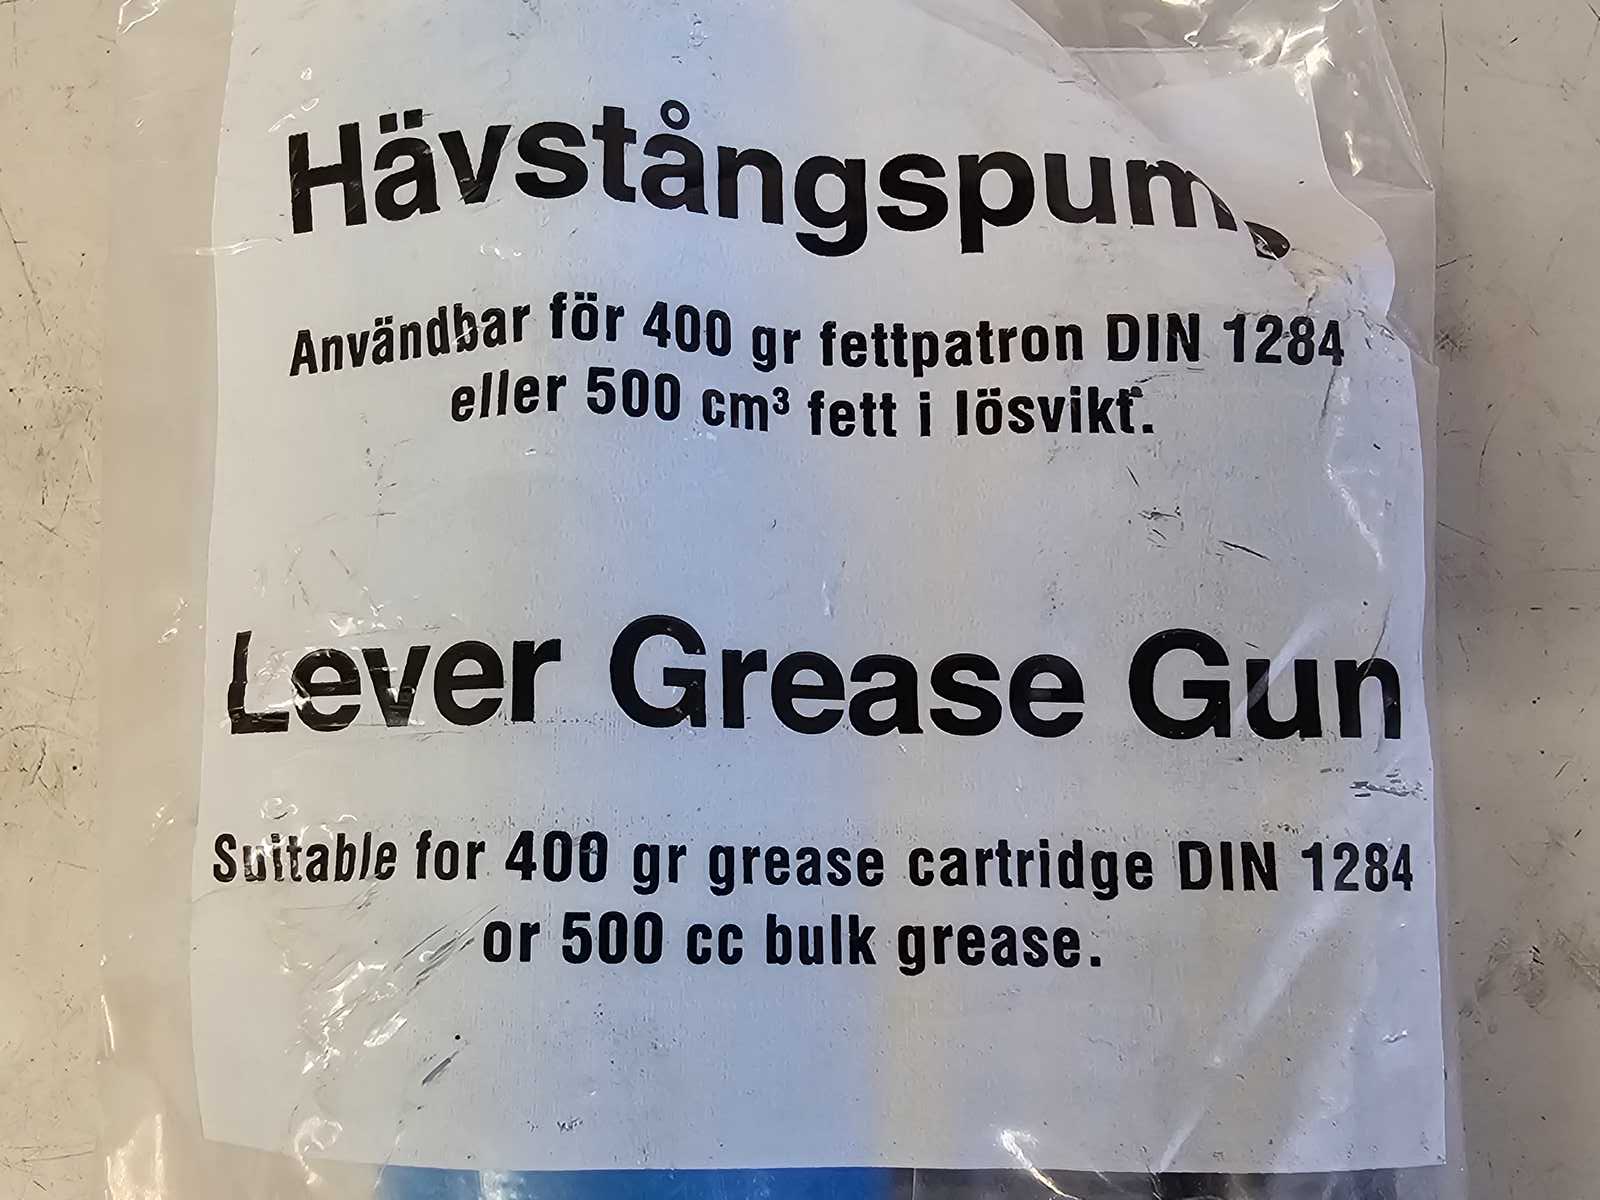 Hävstångspump
Användbar för 400 gr fettpatron DIN 1284
eller 500 cm³ fett i lösvikt.
Lever Grease Gun
Suitable for 400 gr grease cartridge DIN 1284
or 500 cc bulk grease.